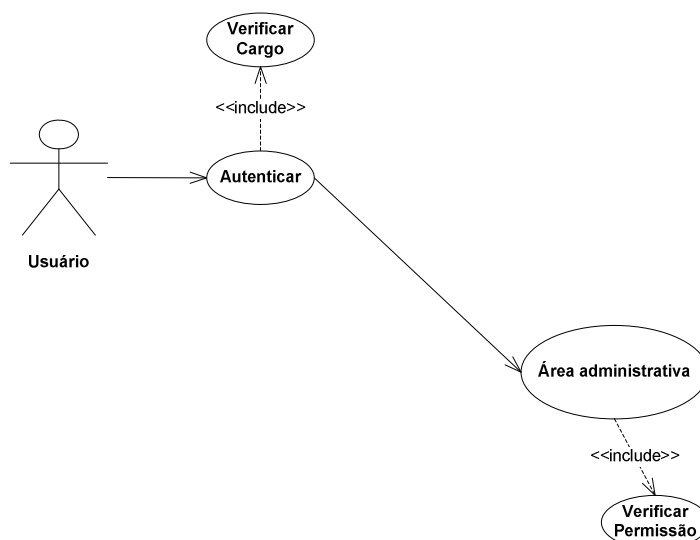 Verificar
Cargo
<<include>>
Autenticar
Usuário
Área administrativa
<<include>>
Verificar
Permissão